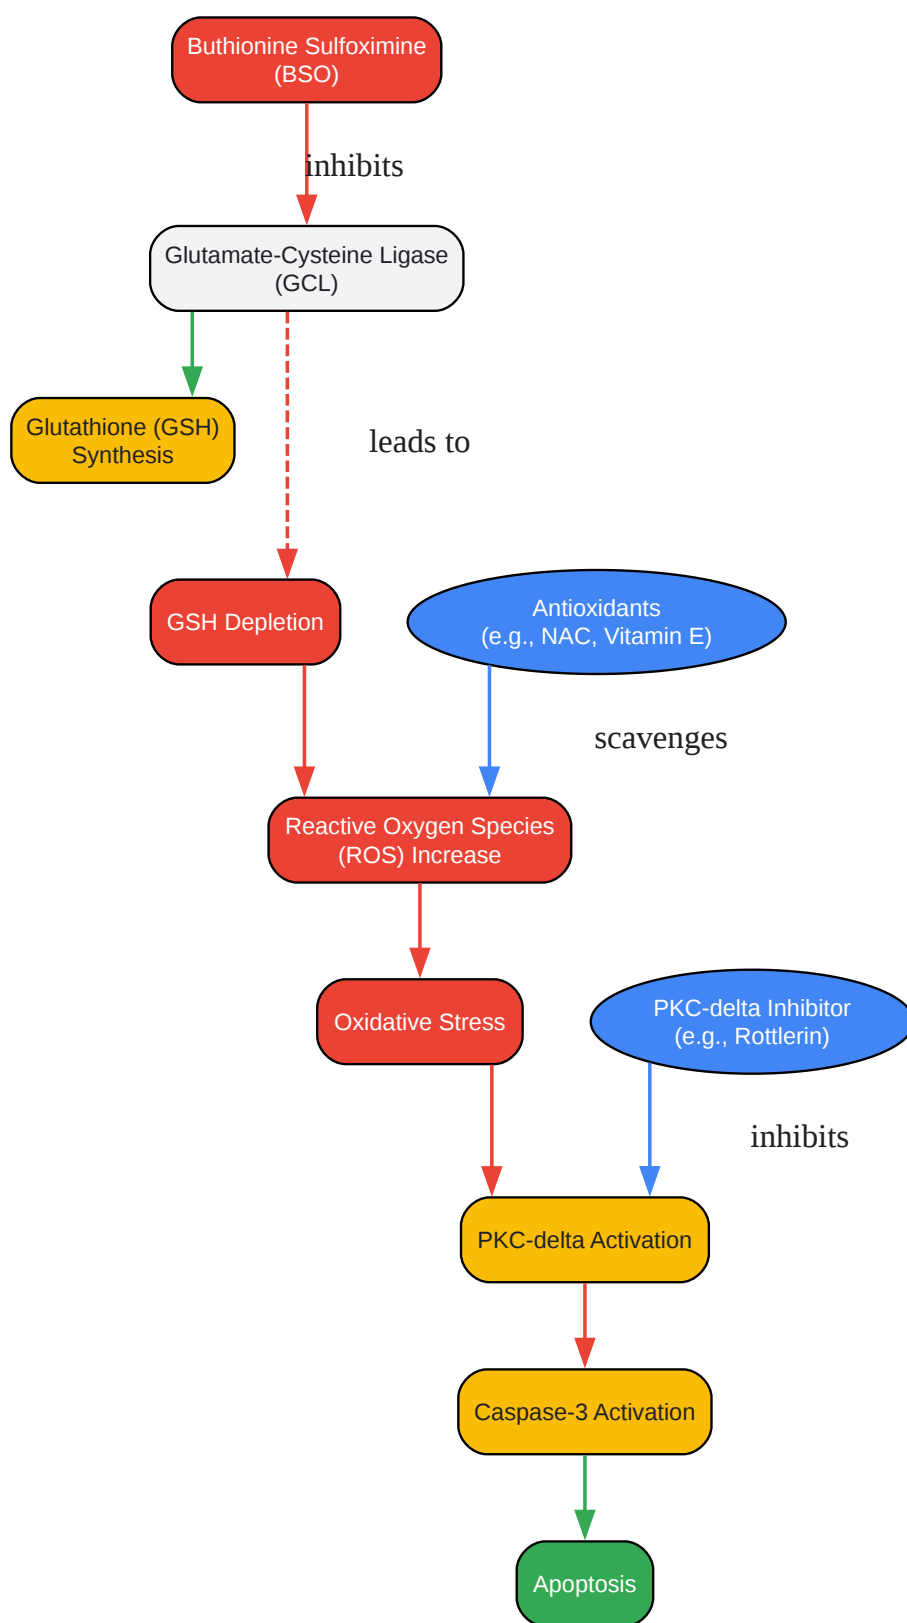 Buthionine Sulfoximine
(BSO)
inhibits
Glutamate-Cysteine Ligase
(GCL)
Glutathione (GSH)
Synthesis
leads to
GSH Depletion
Antioxidants
(e.g., NAC, Vitamin E)
scavenges
Reactive Oxygen Species
(ROS) Increase
Oxidative Stress
PKC-delta Inhibitor
(e.g., Rottlerin)
inhibits
PKC-delta Activation
Caspase-3 Activation
Apoptosis